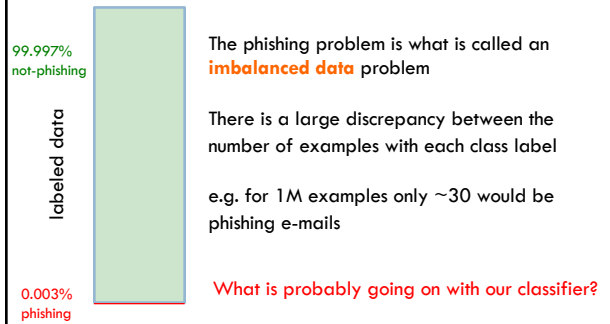 99.997%
not-phishing
labeled data
0.003%
phishing
The phishing problem is what is called an
imbalanced data problem
There is a large discrepancy between the
number of examples with each class label
e.g. for 1M examples only ~30 would be
phishing e-mails
What is probably going on with our classifier?